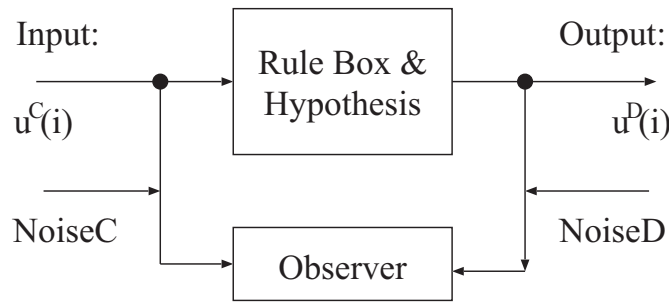 Input:
Rule Box &
Hypothesis
Output:
u^C(i)
u^D(i)
NoiseC
NoiseD
Observer